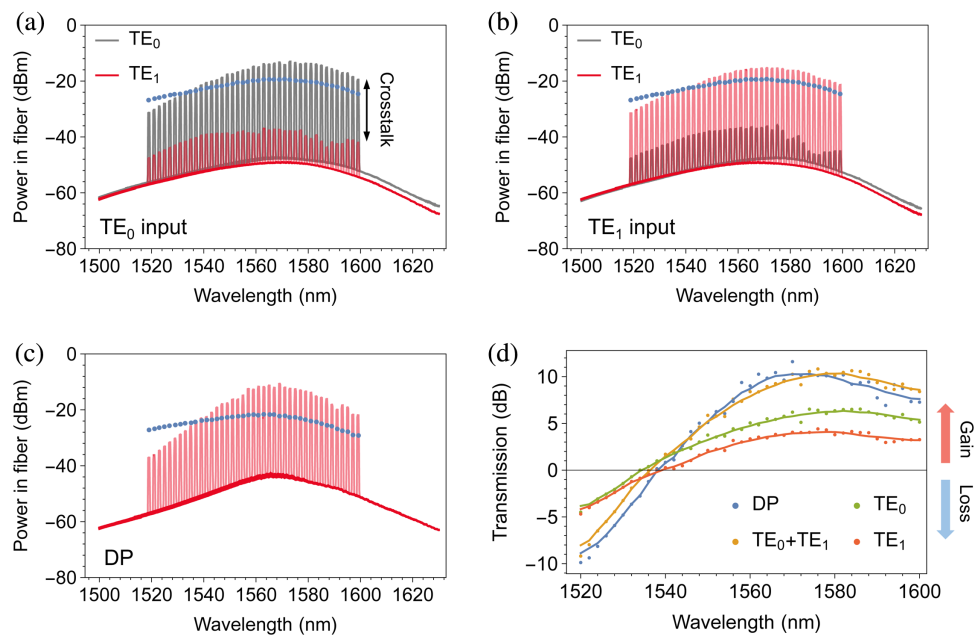 (a)
0
−20
−40
−60
−80
Power in fiber (dBm)
TE₀
TE₁
Crosstalk
TE₀ input
1500 1520 1540 1560 1580 1600 1620
Wavelength (nm)
(b)
0
−20
−40
−60
−80
Power in fiber (dBm)
TE₀
TE₁
TE₁ input
1500 1520 1540 1560 1580 1600 1620
Wavelength (nm)
(c)
0
−20
−40
−60
−80
Power in fiber (dBm)
DP
1500 1520 1540 1560 1580 1600 1620
Wavelength (nm)
(d)
10
5
0
−5
−10
Transmission (dB)
DP
TE₀
TE₀+TE₁
TE₁
Gain
Loss
1520 1540 1560 1580 1600
Wavelength (nm)